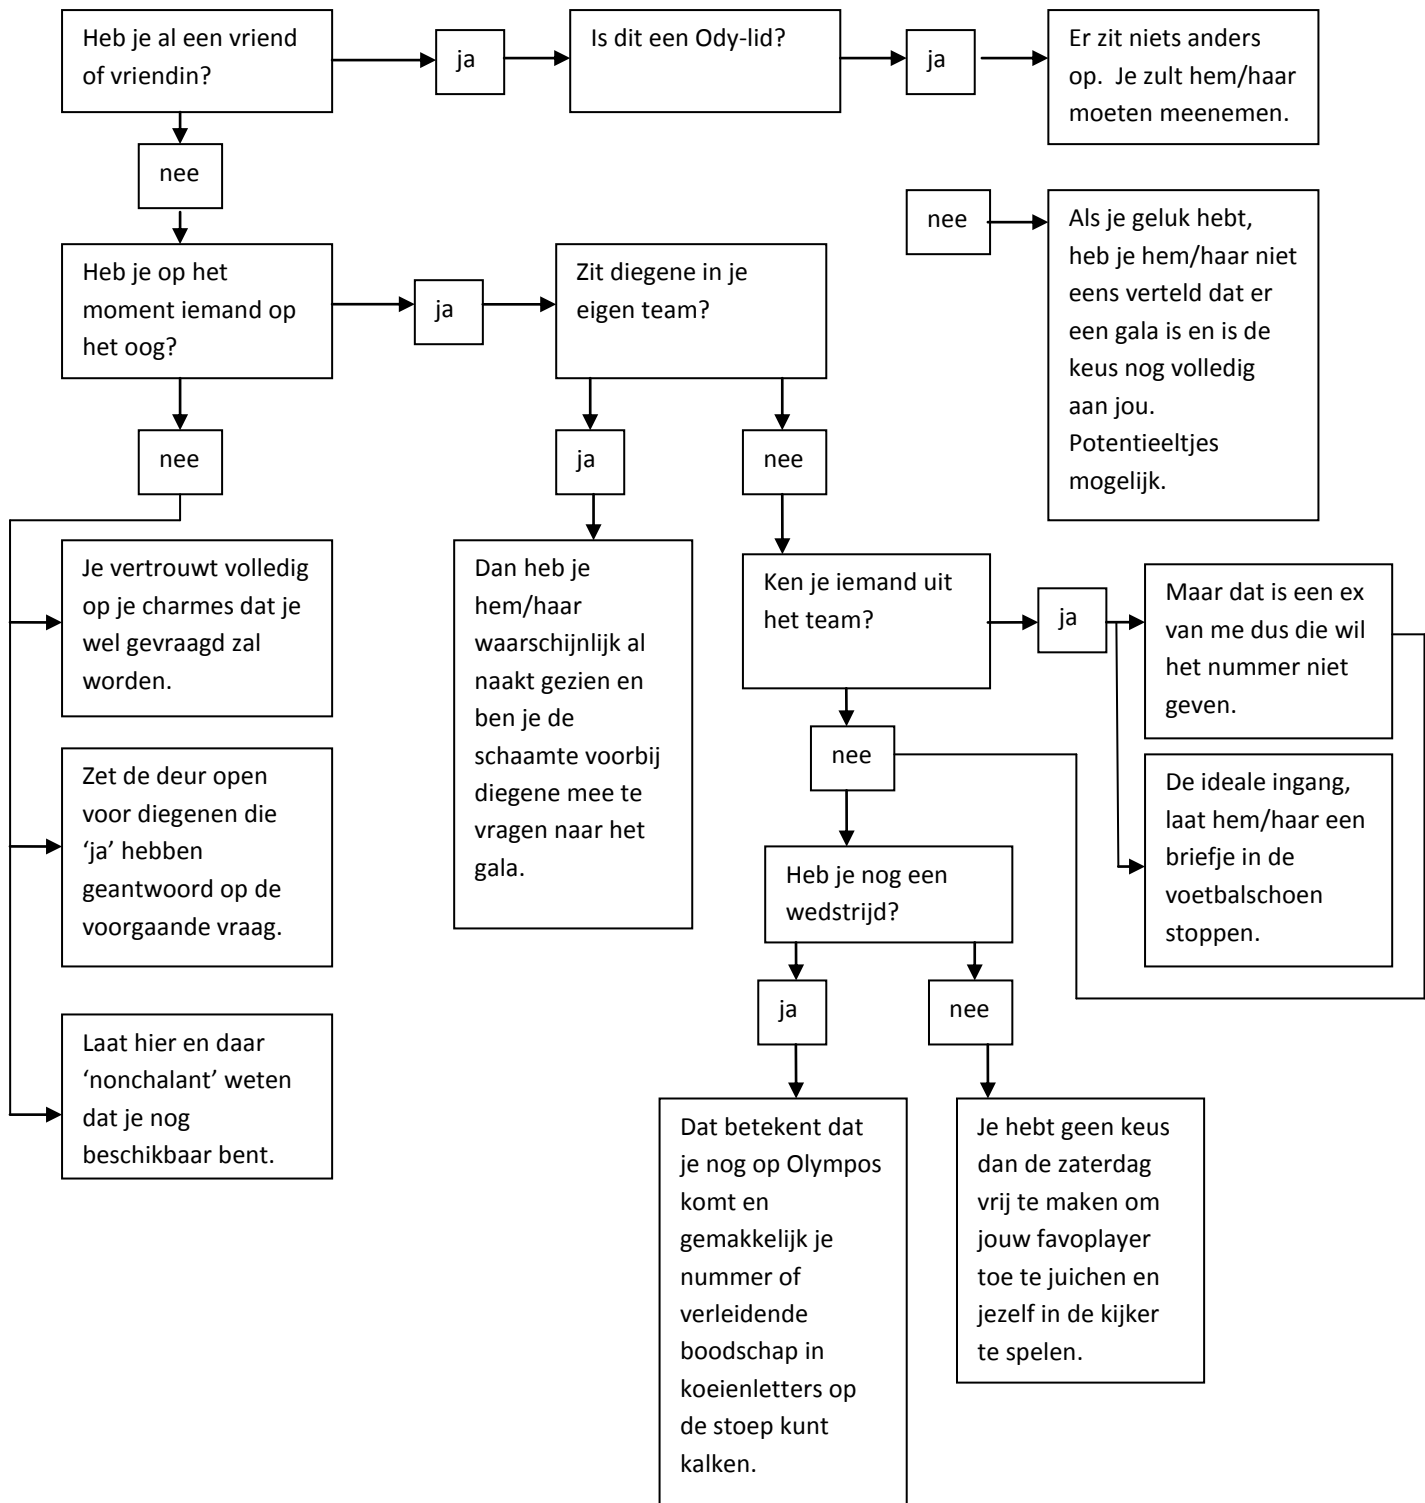 Heb je al een vriend
of vriendin?
ja
Is dit een Ody-lid?
ja
Er zit niets anders
op.  Je zult hem/haar
moeten meenemen.
nee
nee
Als je geluk hebt,
heb je hem/haar niet
eens verteld dat er
een gala is en is de
keus nog volledig
aan jou.
Potentieeltjes
mogelijk.
Heb je op het
moment iemand op
het oog?
ja
Zit diegene in je
eigen team?
nee
ja
nee
Je vertrouwt volledig
op je charmes dat je
wel gevraagd zal
worden.
Zet de deur open
voor diegenen die
‘ja’ hebben
geantwoord op de
voorgaande vraag.
Laat hier en daar
‘nonchalant’ weten
dat je nog
beschikbaar bent.
Dan heb je
hem/haar
waarschijnlijk al
naakt gezien en
ben je de
schaamte voorbij
diegene mee te
vragen naar het
gala.
Ken je iemand uit
het team?
ja
Maar dat is een ex
van me dus die wil
het nummer niet
geven.
De ideale ingang,
laat hem/haar een
briefje in de
voetbalschoen
stoppen.
nee
Heb je nog een
wedstrijd?
ja
nee
Dat betekent dat
je nog op Olympos
komt en
gemakkelijk je
nummer of
verleidende
boodschap in
koeienletters op
de stoep kunt
kalken.
Je hebt geen keus
dan de zaterdag
vrij te maken om
jouw favoplayer
toe te juichen en
jezelf in de kijker
te spelen.